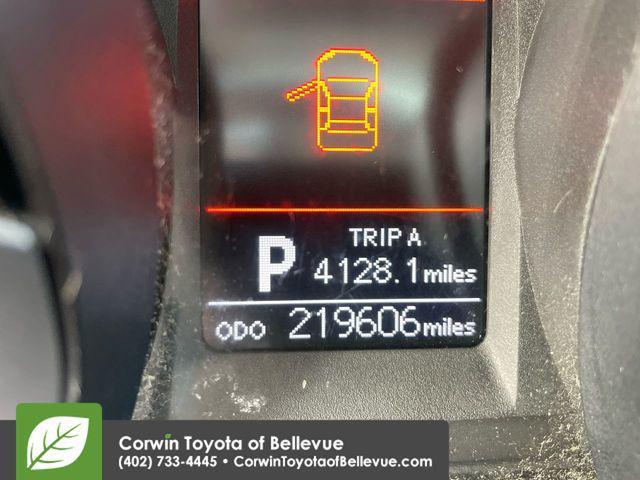 TRIP A
P 4128.1 miles
ODO 219606 miles
Corwin Toyota of Bellevue
(402) 733-4445 • CorwinToyotaofBellevue.com